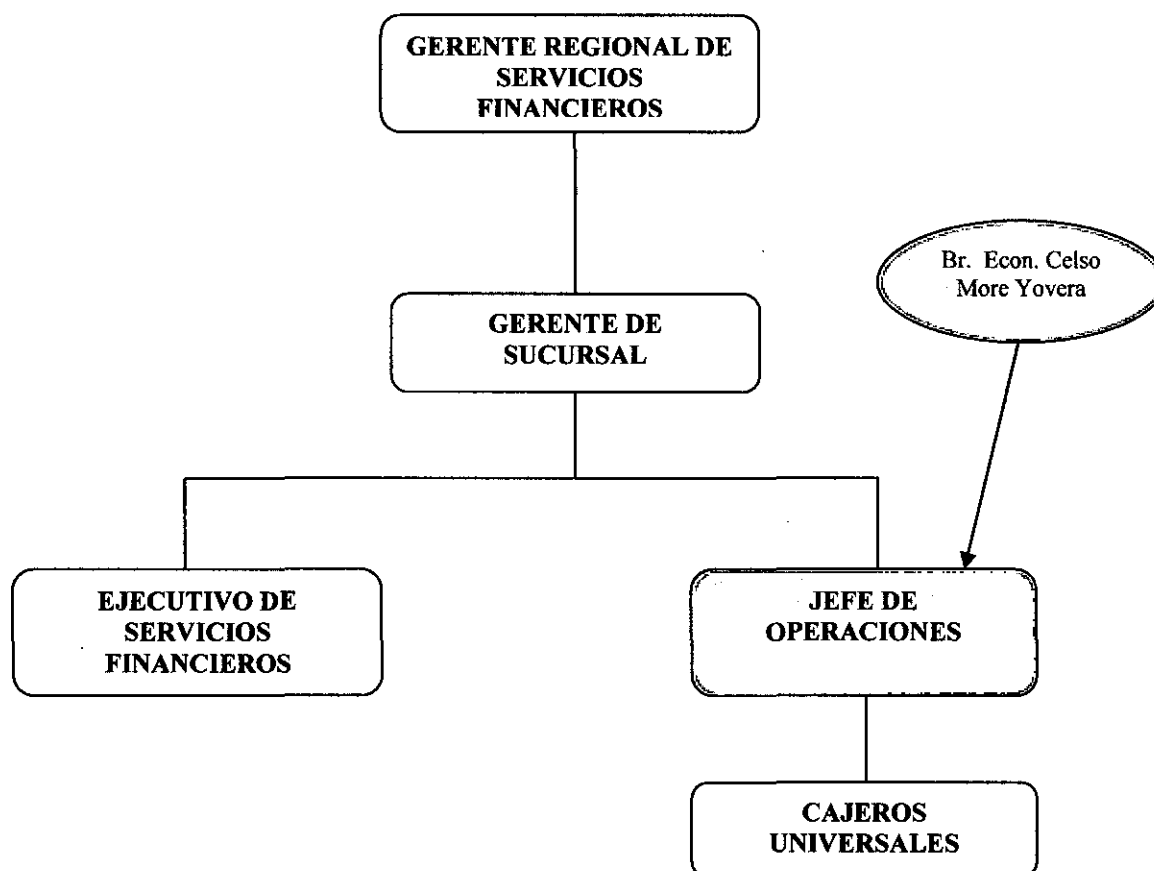 GERENTE REGIONAL DE
SERVICIOS
FINANCIEROS
Br. Econ. Celso
More Yovera
GERENTE DE
SUCURSAL
EJECUTIVO DE
SERVICIOS
FINANCIEROS
JEFE DE
OPERACIONES
CAJEROS
UNIVERSALES